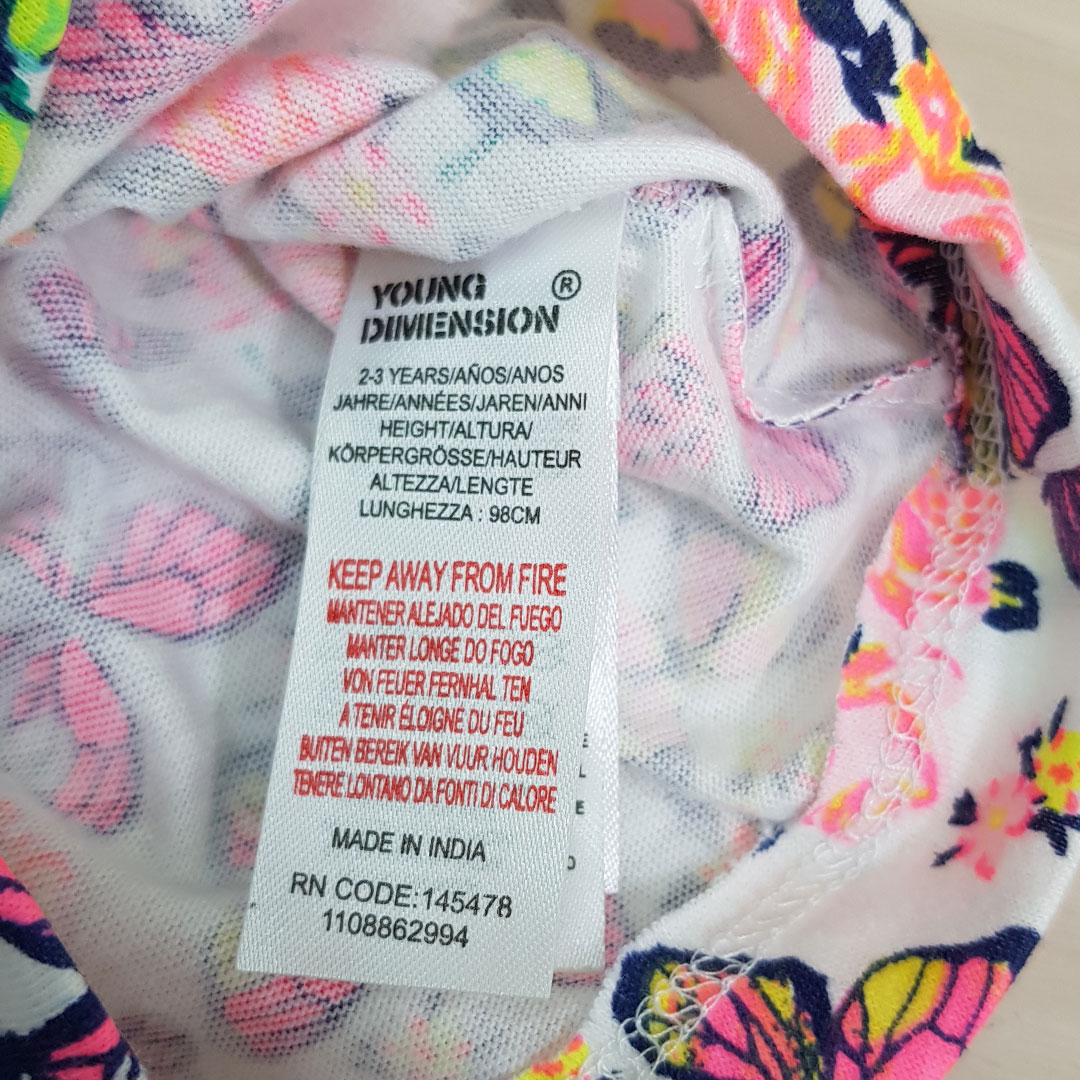 YOUNG ®
DIMENSION
2-3 YEARS/AÑOS/ANOS
JAHRE/ANNÉES/JAREN/ANNI
HEIGHT/ALTURA/
KÖRPERGRÖSSE/HAUTEUR
ALTEZZA/LENGTE
LUNGHEZZA : 98CM
KEEP AWAY FROM FIRE
MANTENER ALEJADO DEL FUEGO
MANTER LONGE DO FOGO
VON FEUER FERNHAL TEN
A TENIR ÉLOIGNE DU FEU
BUITEN BEREIK VAN VUUR HOUDEN
TENERE LONTANO DA FONTI DI CALORE
MADE IN INDIA
RN CODE:145478
1108862994